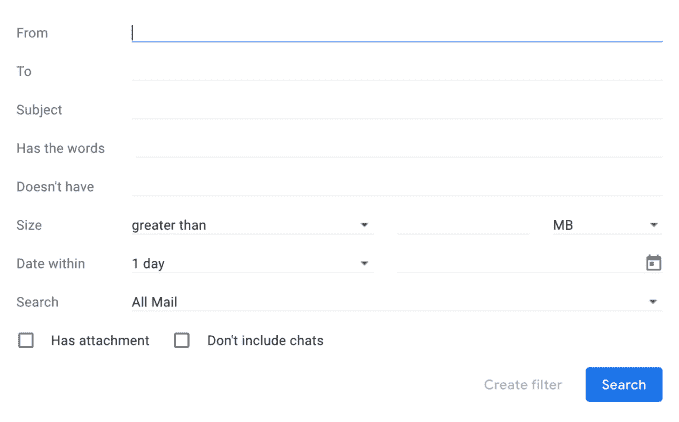 From
To
Subject
Has the words
Doesn't have
Size greater than MB
Date within 1 day
Search All Mail
Has attachment Don't include chats
Create filter Search